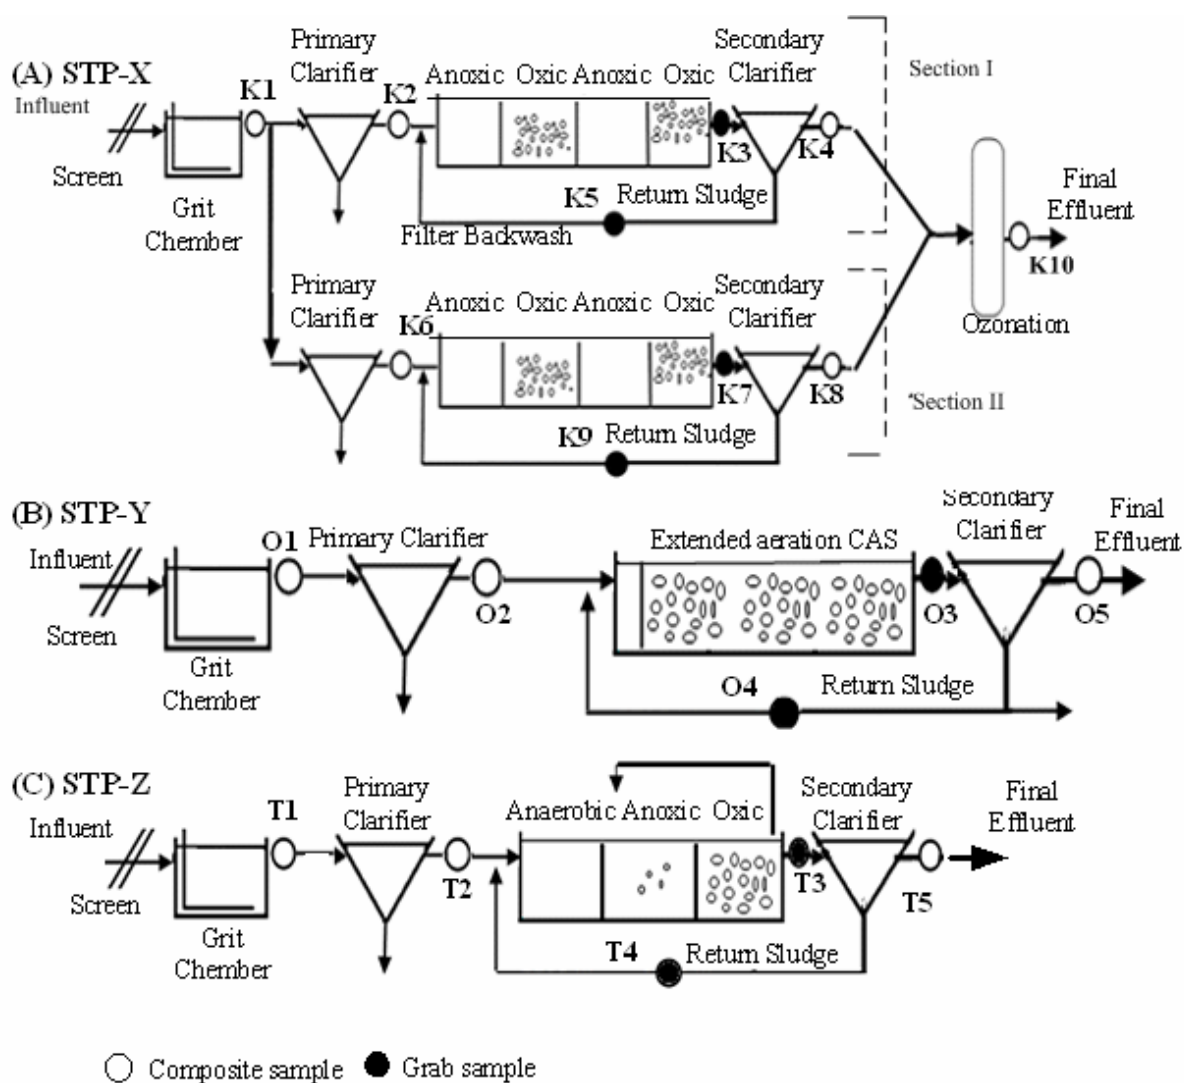 (A) STP-X
Influent
Screen
K1
Grit
Chember
Primary
Clarifier
K2
Anoxic Oxic Anoxic Oxic
Secondary
Clarifier
K3
K4
K5
Return Sludge
Filter Backwash
Section I
Primary
Clarifier
K6
Anoxic Oxic Anoxic Oxic
Secondary
Clarifier
K7
K8
K9
Return Sludge
Section II
Ozonation
Final
Effluent
K10
(B) STP-Y
Influent
Screen
O1
Grit
Chember
Primary Clarifier
O2
Extended aeration CAS
O3
Secondary
Clarifier
O4
Return Sludge
O5
Final
Effluent
(C) STP-Z
Influent
Screen
T1
Grit
Chember
Primary
Clarifier
T2
Anaerobic Anoxic Oxic
T3
Secondary
Clarifier
T4
Return Sludge
T5
Final
Effluent
Composite sample
Grab sample